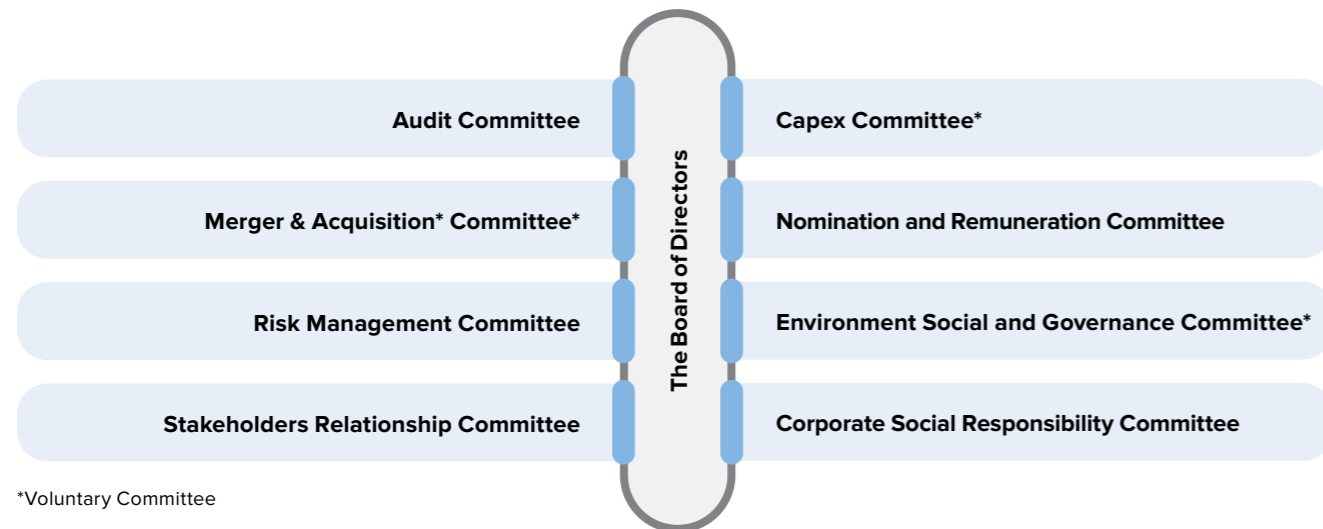 Audit Committee
Merger & Acquisition* Committee*
Risk Management Committee
Stakeholders Relationship Committee
The Board of Directors
Capex Committee*
Nomination and Remuneration Committee
Environment Social and Governance Committee*
Corporate Social Responsibility Committee
*Voluntary Committee